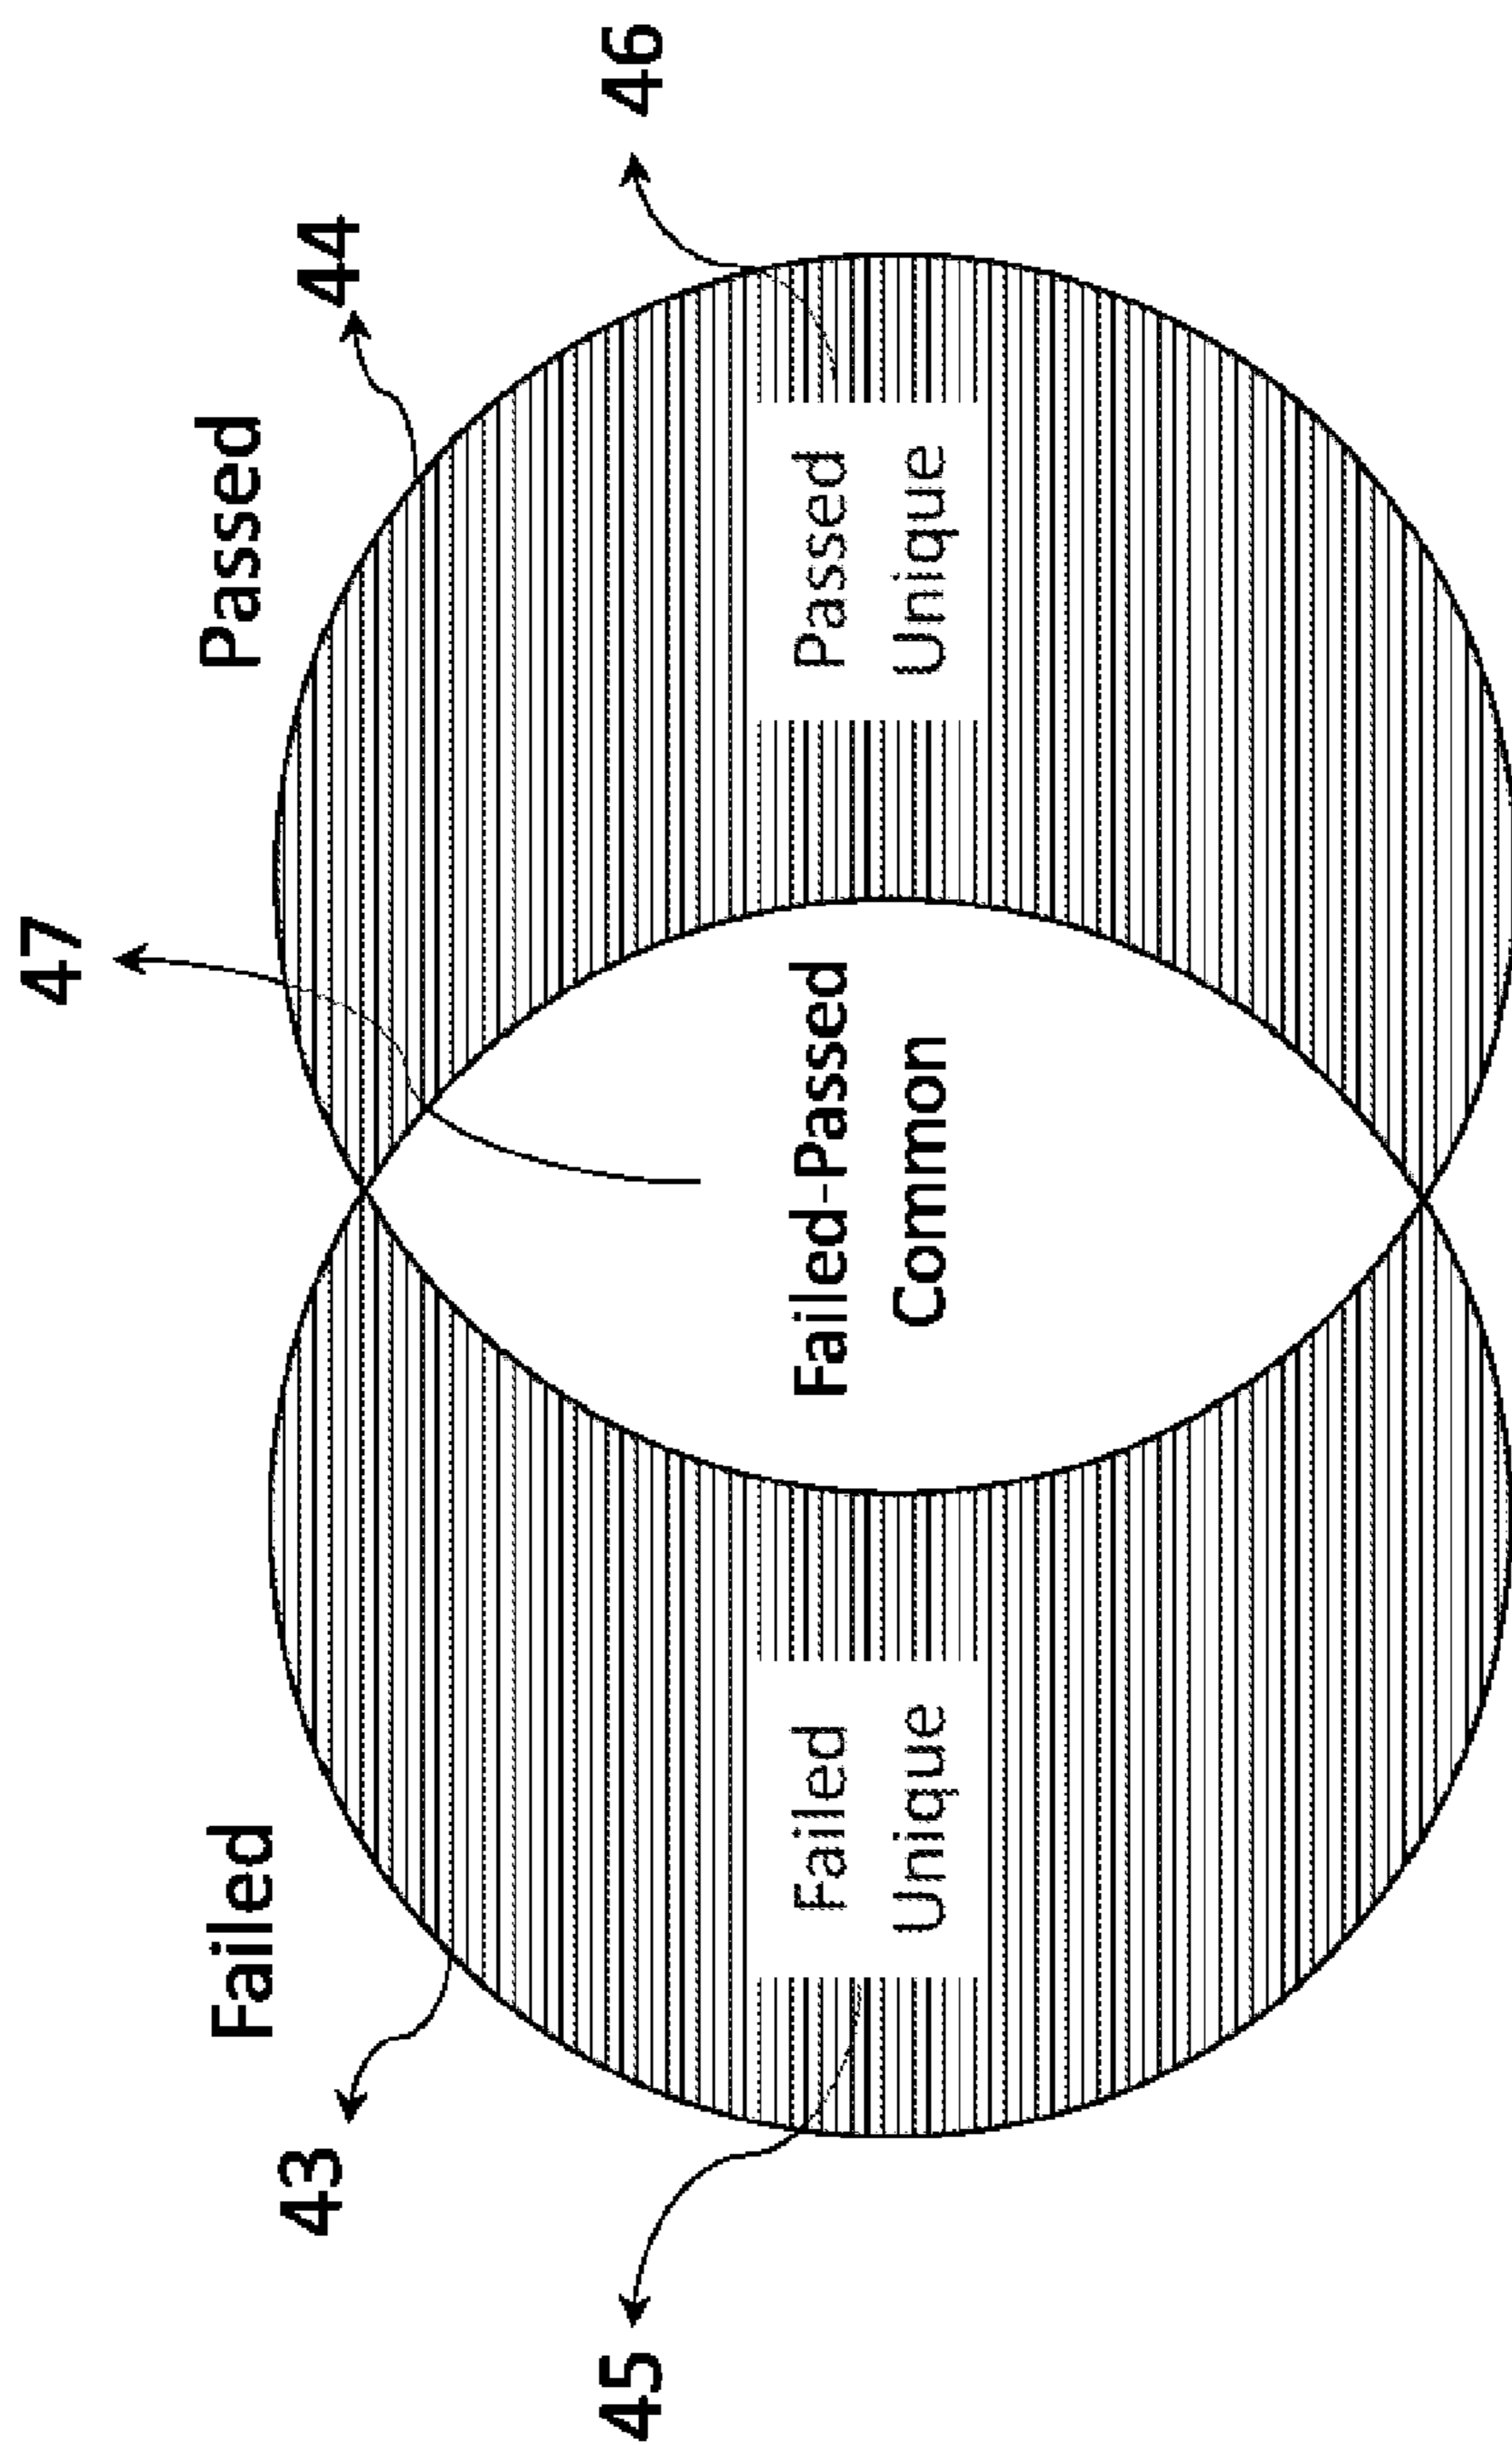 47
Failed
Passed
43
44
45
46
Failed
Unique
Failed-Passed
Common
Passed
Unique